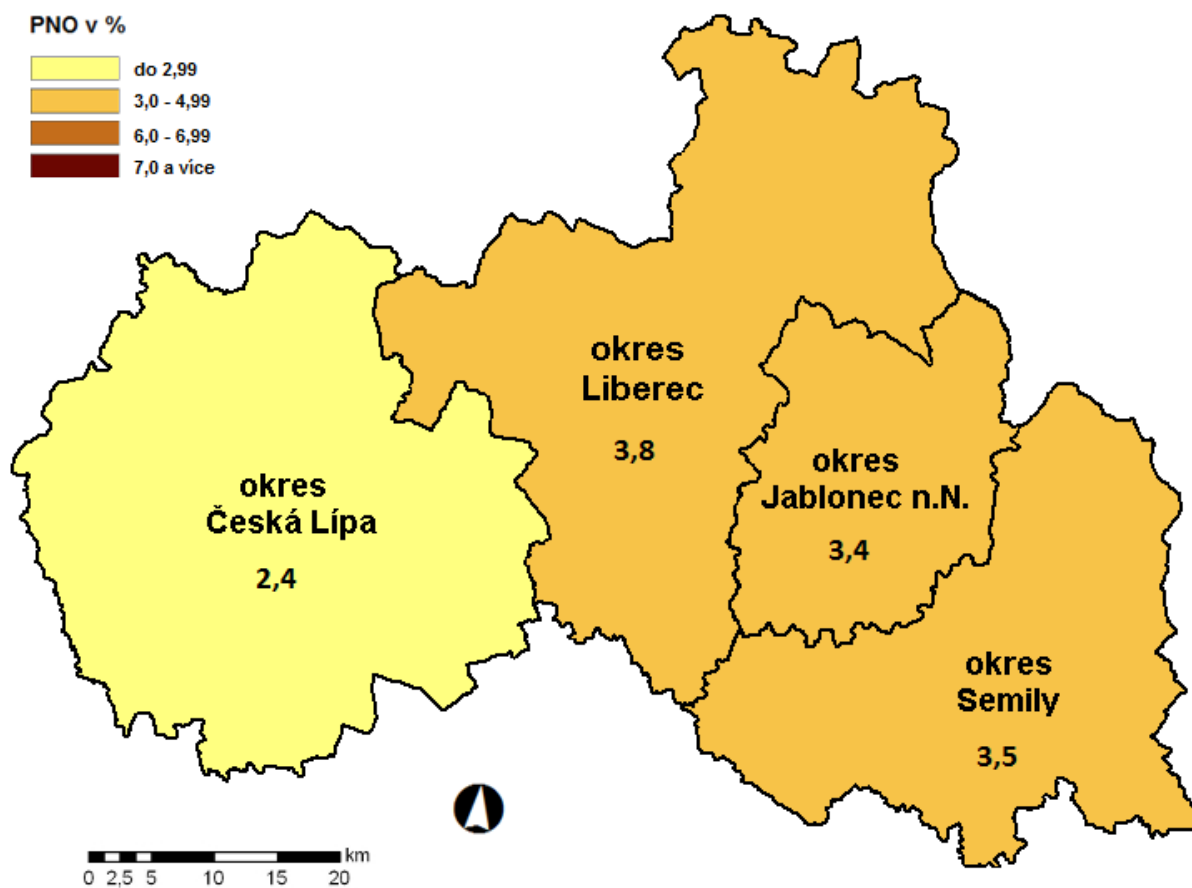 PNO v %
do 2,99
3,0 - 4,99
6,0 - 6,99
7,0 a více
okres
Liberec
3,8
okres
Jablonec n.N.
3,4
okres
Česká Lípa
2,4
okres
Semily
3,5
km
0 2,5 5 10 15 20